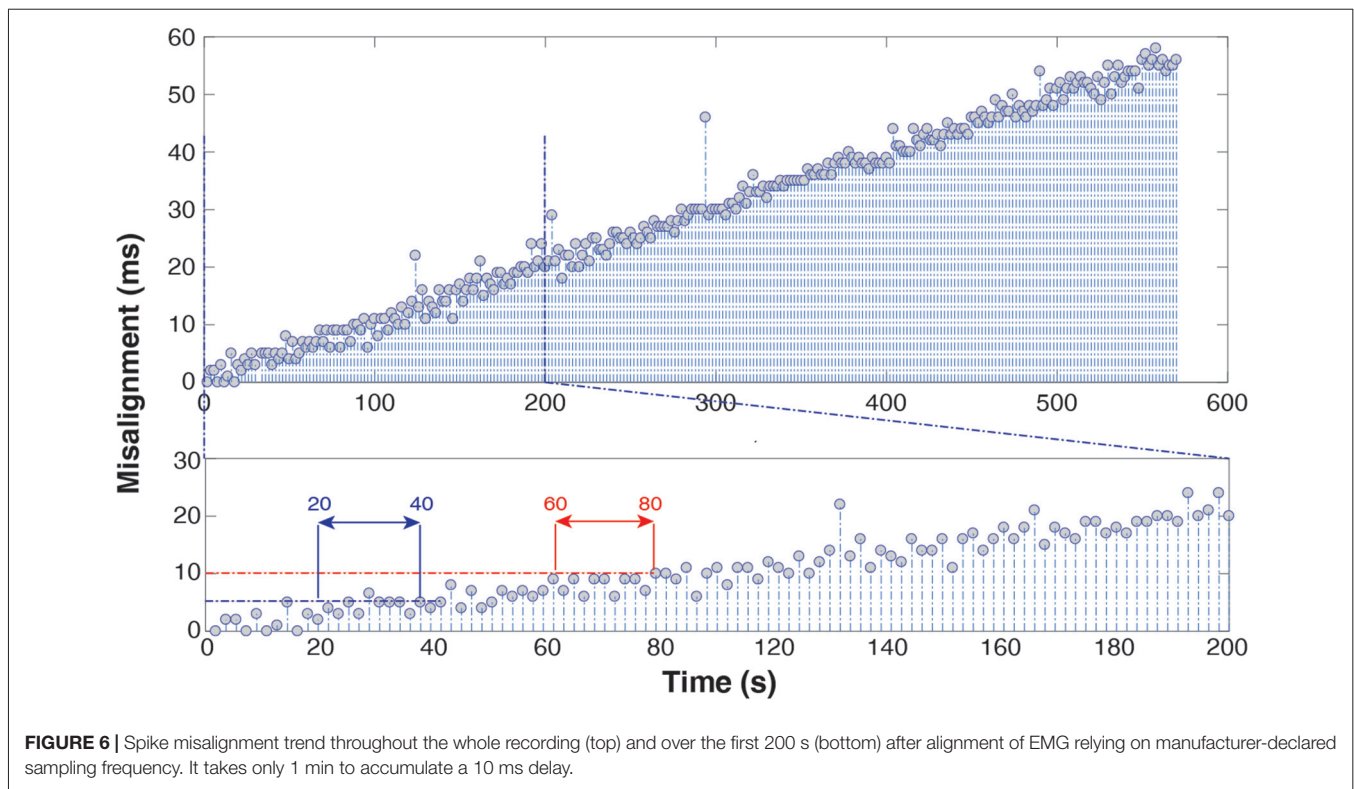 60
50
40
30
20
10
0
0 100 200 300 400 500 600
Misalignment (ms)
30
20
10
0
20 40 60 80
0 20 40 60 80 120 140 160 180 200
Time (s)
FIGURE 6 | Spike misalignment trend throughout the whole recording (top) and over the first 200 s (bottom) after alignment of EMG relying on manufacturer-declared
sampling frequency. It takes only 1 min to accumulate a 10 ms delay.